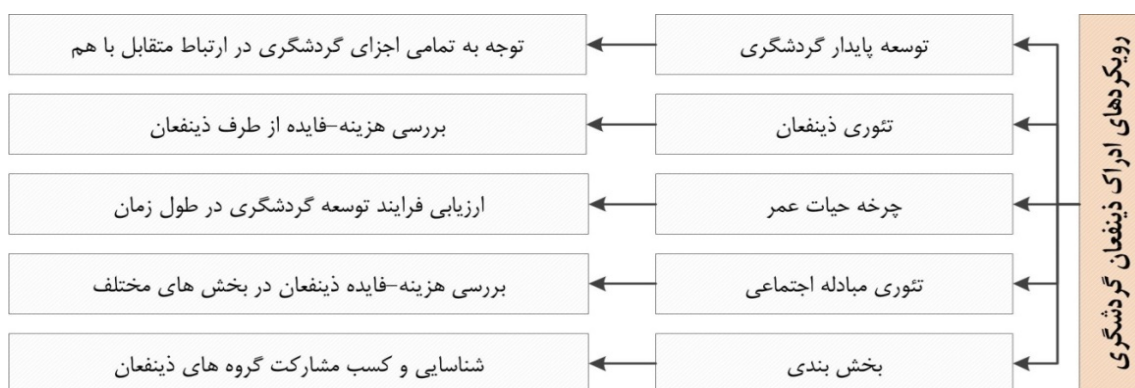 رویکردهای ادراک ذینفعان گردشگری
توسعه پایدار گردشگری
توجه به تمامی اجزای گردشگری در ارتباط متقابل با هم
تئوری ذینفعان
بررسی هزینه-فایده از طرف ذینفعان
چرخه حیات عمر
ارزیابی فرایند توسعه گردشگری در طول زمان
تئوری مبادله اجتماعی
بررسی هزینه-فایده ذینفعان در بخش های مختلف
بخش بندی
شناسایی و کسب مشارکت گروه های ذینفعان